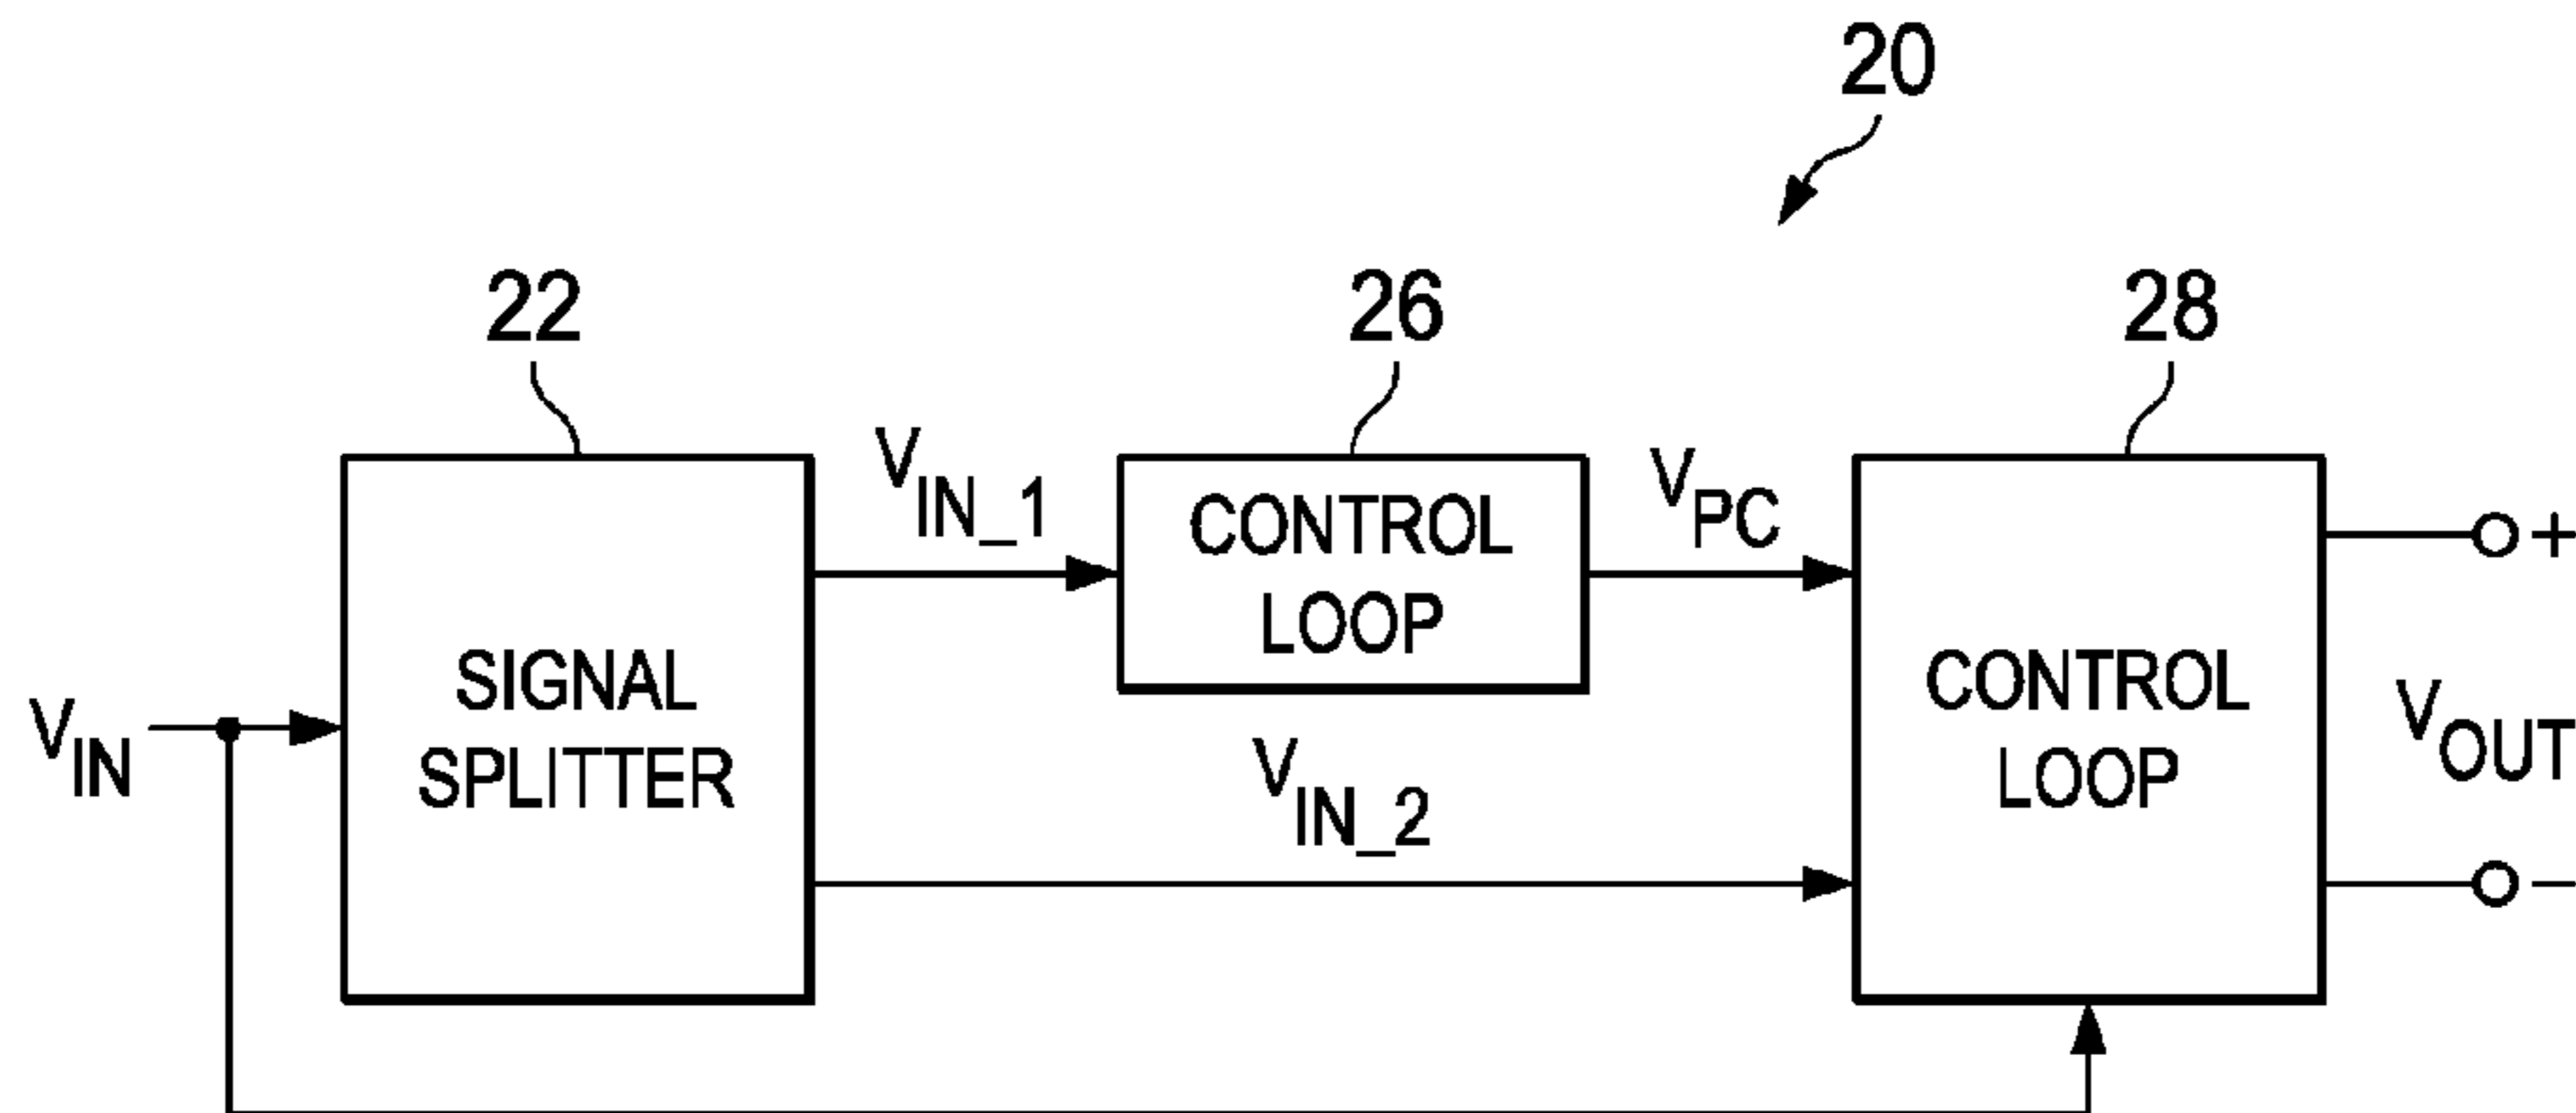 20
22
26
28
V_IN_1
V_PC
CONTROL
LOOP
+
SIGNAL
SPLITTER
V_IN
V_IN_2
CONTROL
LOOP
V_OUT
−